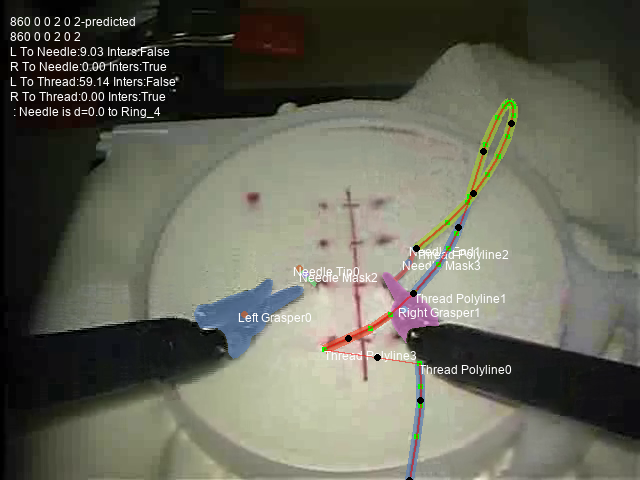 860 0 0 2 0 2-predicted
860 0 0 2 0 2
L To Needle:9.03 Inters:False
R To Needle:0.00 Inters:True
L To Thread:59.14 Inters:False
R To Thread:0.00 Inters:True
: Needle is d=0.0 to Ring_4
Needle End1
Thread Polyline2
Needle Mask3
Needle Tip0
Needle Mask2
Thread Polyline1
Right Grasper1
Left Grasper0
Thread Polyline3
Thread Polyline0